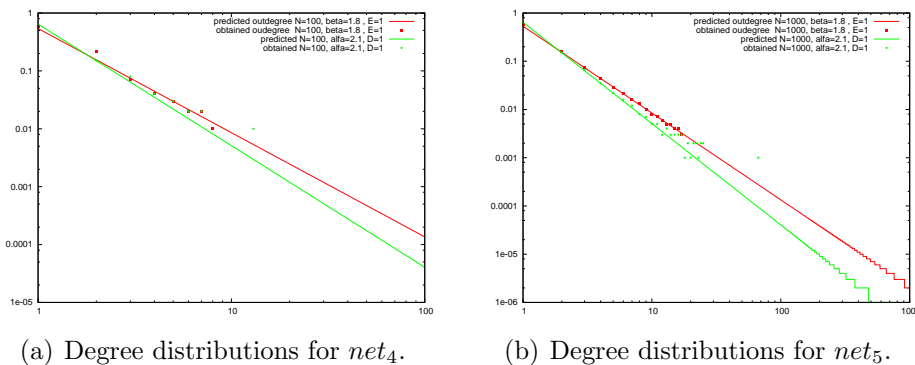 predicted outdegree N=100, beta=1.8 , E=1
obtained outdegree N=100, beta=1.8 , E=1
predicted N=100, alfa=2.1, D=1
obtained N=100, alfa=2.1, D=1
1
0.1
0.01
0.001
0.0001
1e-05
1 10 100
(a) Degree distributions for net4.
predicted outdegree N=1000, beta=1.8 , E=1
obtained oudegree N=1000, beta=1.8 , E=1
predicted N=1000, alfa=2.1, D=1
obtained N=1000, alfa=2.1, D=1
1
0.1
0.01
0.001
0.0001
1e-05
1e-06
1 10 100 100
(b) Degree distributions for net5.